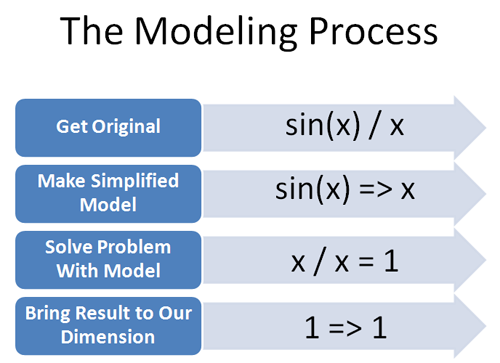 The Modeling Process
Get Original
sin(x) / x
Make Simplified
Model
sin(x) => x
Solve Problem
With Model
x / x = 1
Bring Result to Our
Dimension
1 => 1